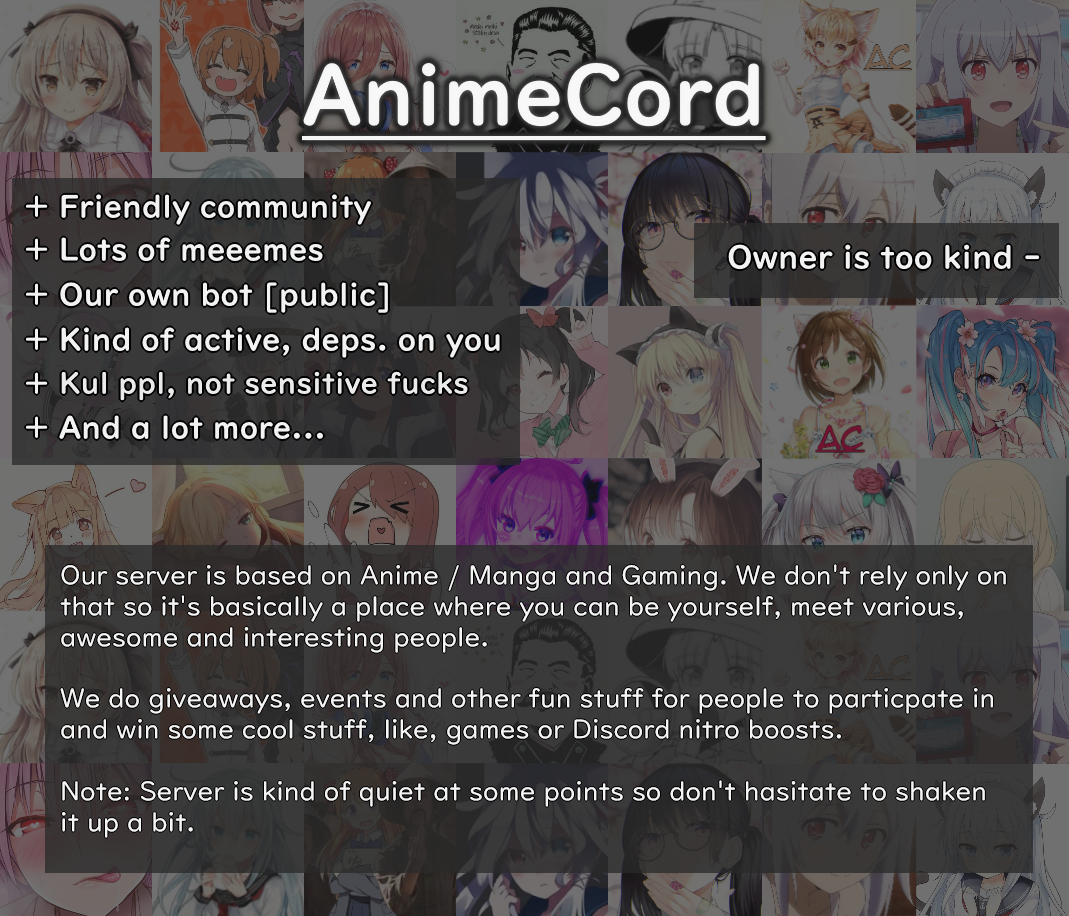 AnimeCord
+ Friendly community
+ Lots of meeemes
+ Our own bot [public]
+ Kind of active, deps. on you
+ Kul ppl, not sensitive fucks
+ And a lot more...
Owner is too kind -
AC
AC
Our server is based on Anime / Manga and Gaming. We don't rely only on
that so it's basically a place where you can be yourself, meet various,
awesome and interesting people.
We do giveaways, events and other fun stuff for people to particpate in
and win some cool stuff, like, games or Discord nitro boosts.
Note: Server is kind of quiet at some points so don't hasitate to shaken
it up a bit.